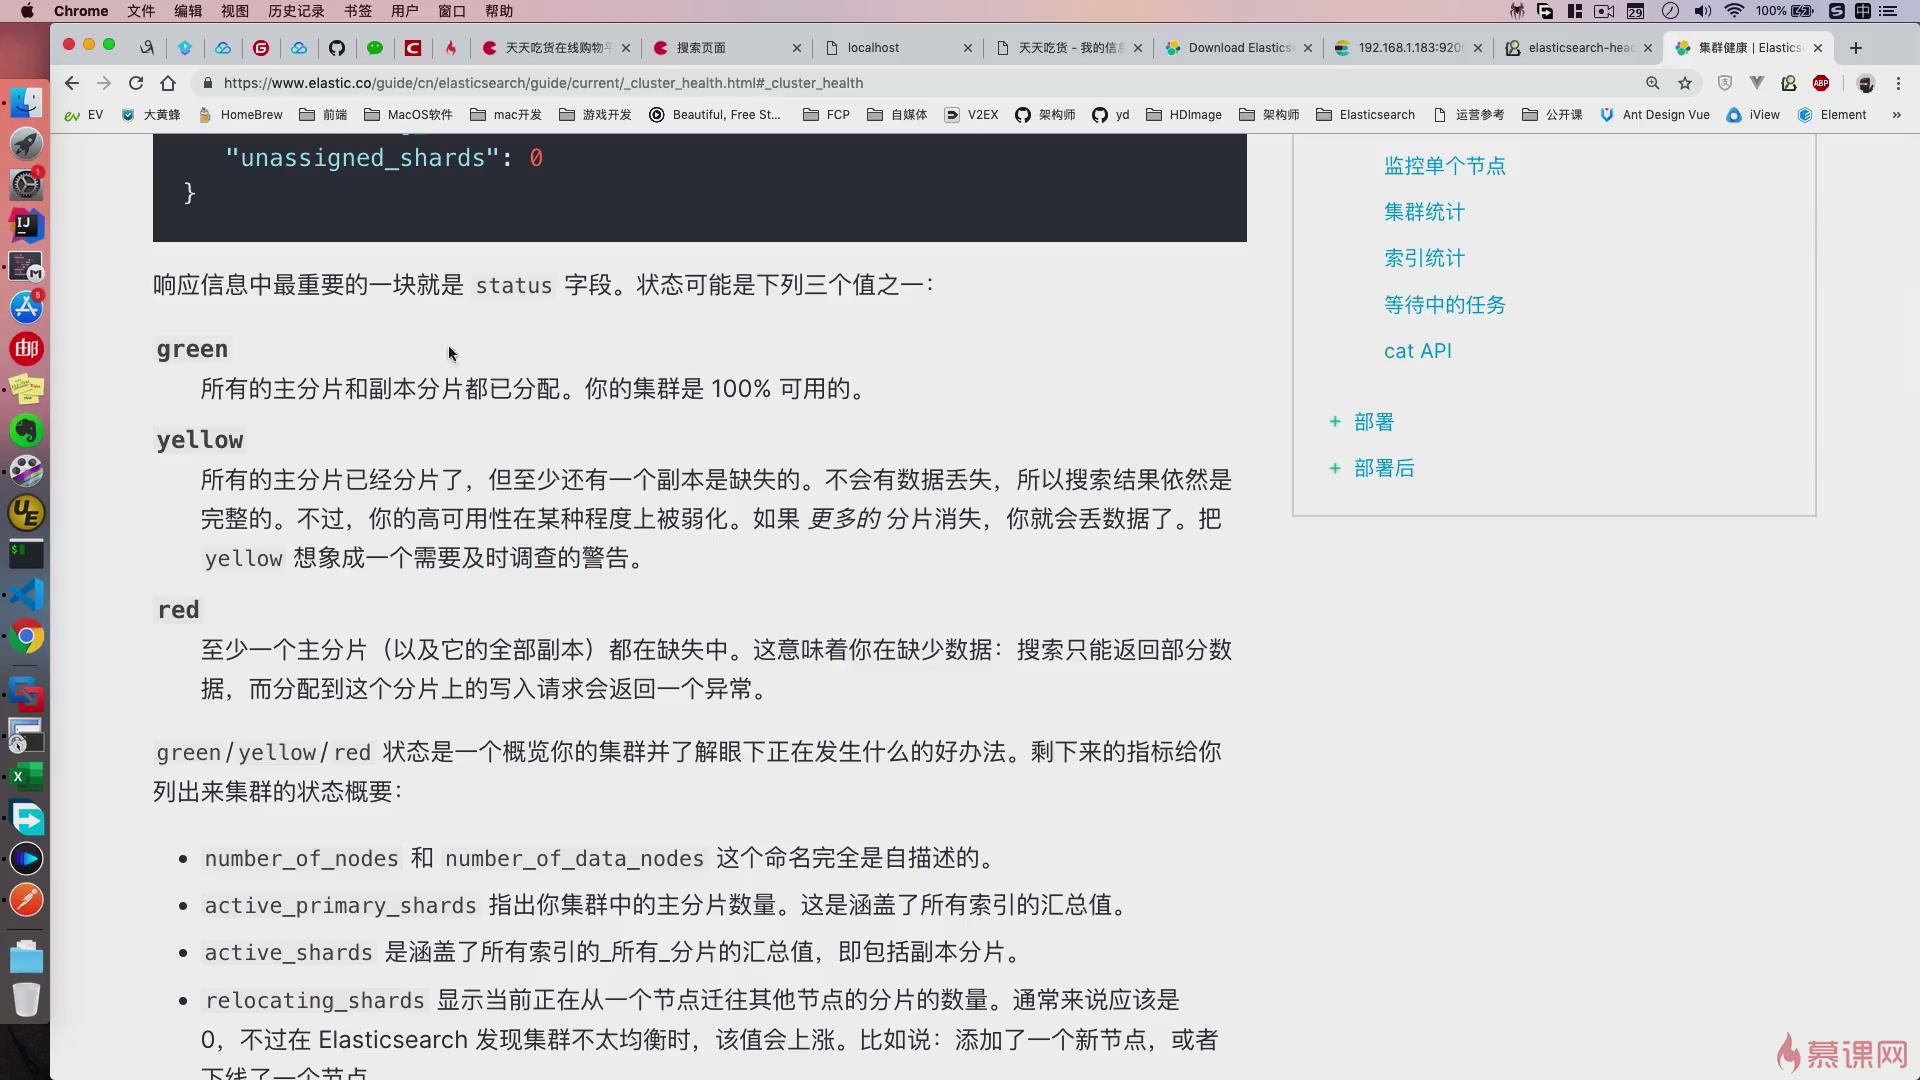 Chrome 文件 编辑 视图 历史记录 书签 用户 窗口 帮助
29 100%
天天吃货在线购物平
搜索页面
localhost
天天吃货 - 我的信息
Download Elastics
192.168.1.183:920
elasticsearch-hea
集群健康 | Elastics
https://www.elastic.co/guide/cn/elasticsearch/guide/current/_cluster_health.html#_cluster_health
EV 大黄蜂 HomeBrew 前端 MacOS软件 mac开发 游戏开发 Beautiful, Free St... FCP 自媒体 V2EX 架构师 yd HDImage 架构师 Elasticsearch 运营参考 公开课 Ant Design Vue iView Element »
"unassigned_shards": 0
}
响应信息中最重要的一块就是 status 字段。状态可能是下列三个值之一：
green
所有的主分片和副本分片都已分配。你的集群是 100% 可用的。
yellow
所有的主分片已经分片了，但至少还有一个副本是缺失的。不会有数据丢失，所以搜索结果依然是
完整的。不过，你的高可用性在某种程度上被弱化。如果 更多的 分片消失，你就会丢数据了。把
yellow 想象成一个需要及时调查的警告。
red
至少一个主分片（以及它的全部副本）都在缺失中。这意味着你在缺少数据：搜索只能返回部分数
据，而分配到这个分片上的写入请求会返回一个异常。
green/yellow/red 状态是一个概览你的集群并了解眼下正在发生什么的好办法。剩下来的指标给你
列出来集群的状态概要：
• number_of_nodes 和 number_of_data_nodes 这个命名完全是自描述的。
• active_primary_shards 指出你集群中的主分片数量。这是涵盖了所有索引的汇总值。
• active_shards 是涵盖了所有索引的_所有_分片的汇总值，即包括副本分片。
• relocating_shards 显示当前正在从一个节点迁往其他节点的分片的数量。通常来说应该是
0，不过在 Elasticsearch 发现集群不太均衡时，该值会上涨。比如说：添加了一个新节点，或者
下线了一个节点
监控单个节点
集群统计
索引统计
等待中的任务
cat API
+ 部署
+ 部署后
慕课网